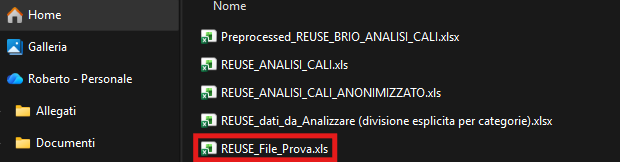 Home
Galleria
Roberto - Personale
Allegati
Documenti
Nome
Preprocessed_REUSE_BRIO_ANALISI_CALI.xlsx
REUSE_ANALISI_CALI.xls
REUSE_ANALISI_CALI_ANONIMIZZATO.xls
REUSE_dati_da_Analizzare (divisione esplicita per categorie).xlsx
REUSE_File_Prova.xls